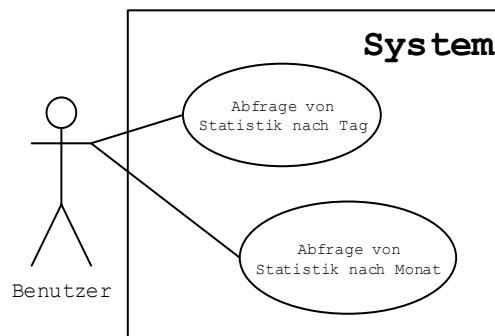 System
Abfrage von
Statistik nach Tag
Abfrage von
Statistik nach Monat
Benutzer